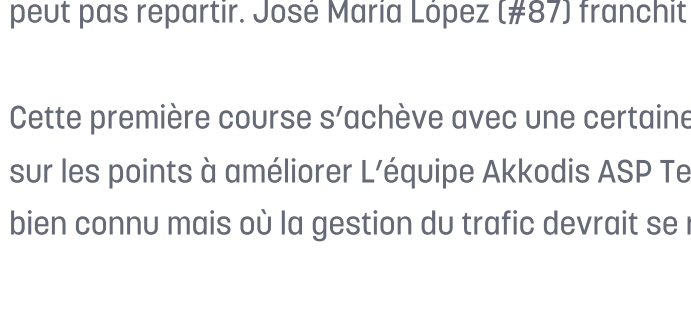 peut pas repartir. José María López (#87) franchit
Cette première course s’achève avec une certaine
sur les points à améliorer L’équipe Akkodis ASP Te
bien connu mais où la gestion du trafic devrait se